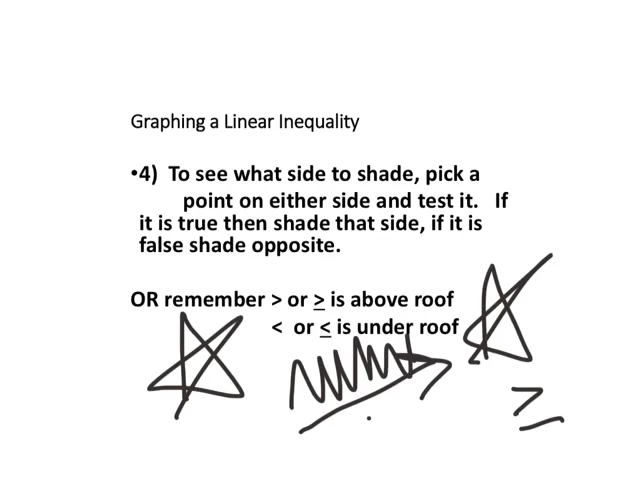 Graphing a Linear Inequality
•4) To see what side to shade, pick a
point on either side and test it. If
it is true then shade that side, if it is
false shade opposite.
OR remember > or ≥ is above roof
< or ≤ is under roof
≥